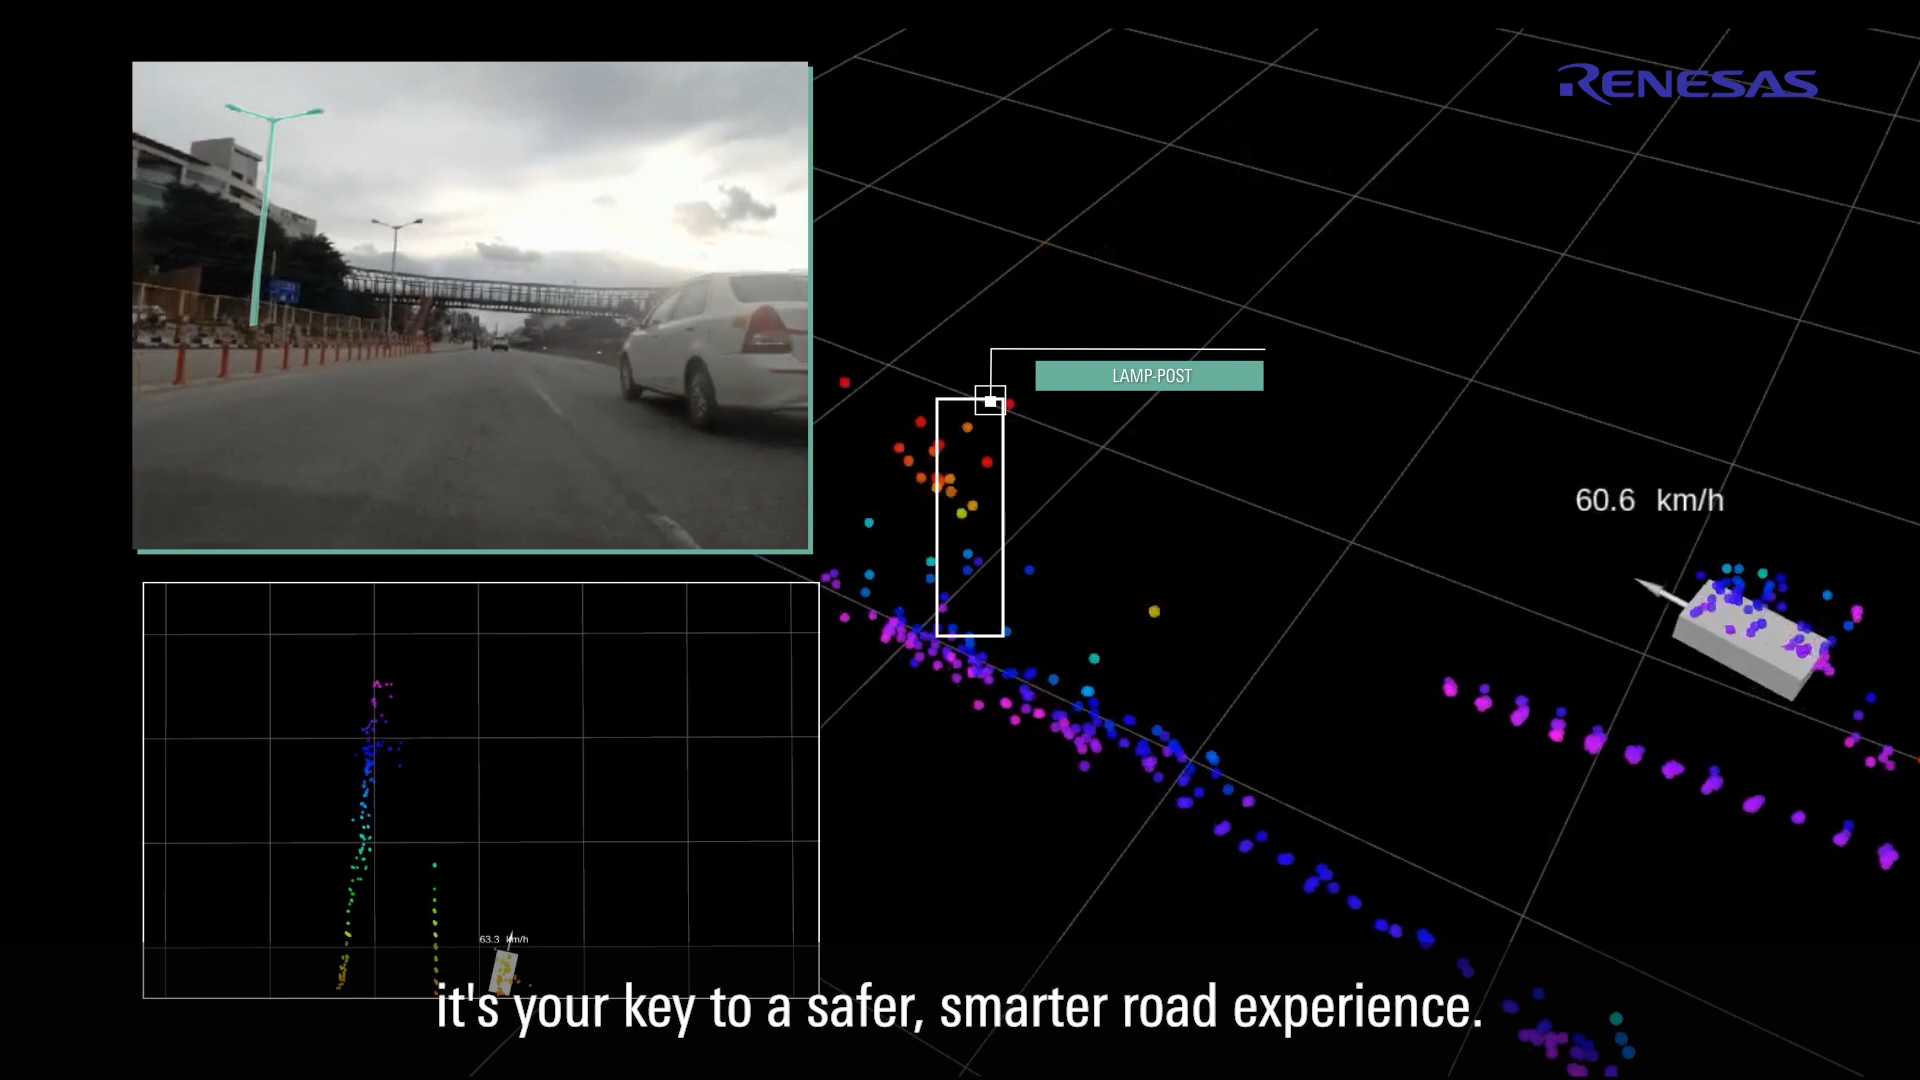 RENESAS
LAMP-POST
60.6 km/h
63.3 km/h
it's your key to a safer, smarter road experience.